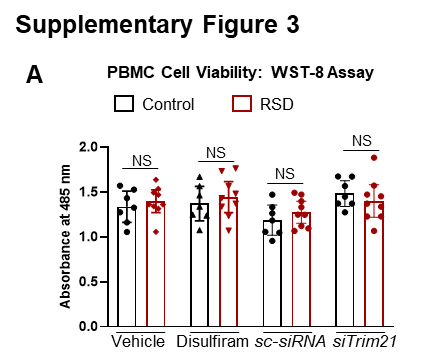 Supplementary Figure 3
A
PBMC Cell Viability: WST-8 Assay
Control RSD
Absorbance at 485 nm
2.0
1.5
1.0
0.5
0.0
NS NS NS NS
Vehicle Disulfiram sc-siRNA siTrim21